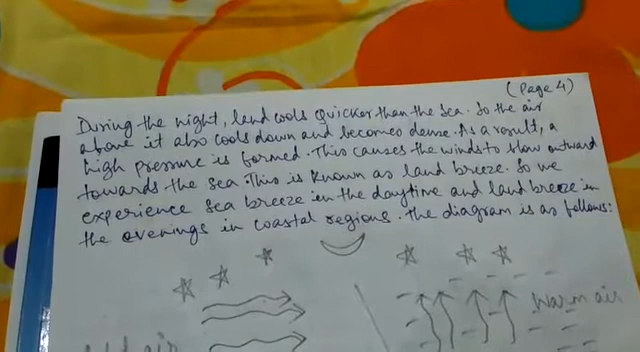 (Page 4)
During the night, land cools quicker than the sea. So the air
above it also cools down and becomes dense. As a result, a
high pressure is formed. This causes the winds to blow outward
towards the sea. This is known as land breeze. So we
experience sea breeze in the daytime and land breeze in
the evenings in coastal regions. The diagram is as follows:
Warm air
air